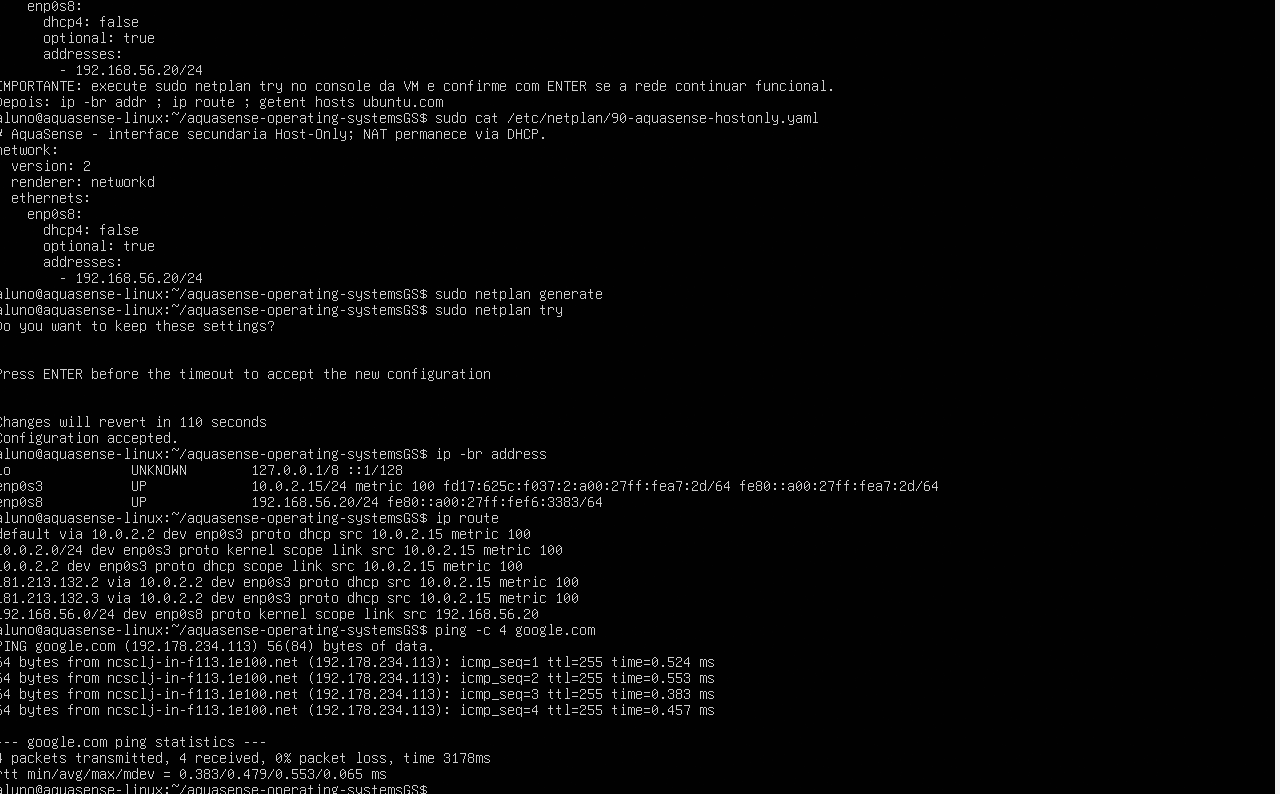 enp0s8:
dhcp4: false
optional: true
addresses:
- 192.168.56.20/24
IMPORTANTE: execute sudo netplan try no console da VM e confirme com ENTER se a rede continuar funcional.
Depois: ip -br addr ; ip route ; getent hosts ubuntu.com
aluno@aquasense-linux:~/aquasense-operating-systemsGS$ sudo cat /etc/netplan/90-aquasense-hostonly.yaml
# AquaSense - interface secundaria Host-Only; NAT permanece via DHCP.
network:
version: 2
renderer: networkd
ethernets:
enp0s8:
dhcp4: false
optional: true
addresses:
- 192.168.56.20/24
aluno@aquasense-linux:~/aquasense-operating-systemsGS$ sudo netplan generate
aluno@aquasense-linux:~/aquasense-operating-systemsGS$ sudo netplan try
Do you want to keep these settings?
Press ENTER before the timeout to accept the new configuration
Changes will revert in 110 seconds
Configuration accepted.
aluno@aquasense-linux:~/aquasense-operating-systemsGS$ ip -br address
lo UNKNOWN 127.0.0.1/8 ::1/128
enp0s3 UP 10.0.2.15/24 metric 100 fd17:625c:f037:2:a00:27ff:fea7:2d/64 fe80::a00:27ff:fea7:2d/64
enp0s8 UP 192.168.56.20/24 fe80::a00:27ff:fef6:3383/64
aluno@aquasense-linux:~/aquasense-operating-systemsGS$ ip route
default via 10.0.2.2 dev enp0s3 proto dhcp src 10.0.2.15 metric 100
10.0.2.0/24 dev enp0s3 proto kernel scope link src 10.0.2.15 metric 100
10.0.2.2 dev enp0s3 proto dhcp scope link src 10.0.2.15 metric 100
181.213.132.2 via 10.0.2.2 dev enp0s3 proto dhcp src 10.0.2.15 metric 100
181.213.132.3 via 10.0.2.2 dev enp0s3 proto dhcp src 10.0.2.15 metric 100
192.168.56.0/24 dev enp0s8 proto kernel scope link src 192.168.56.20
aluno@aquasense-linux:~/aquasense-operating-systemsGS$ ping -c 4 google.com
PING google.com (192.178.234.113) 56(84) bytes of data.
64 bytes from ncsclj-in-f113.1e100.net (192.178.234.113): icmp_seq=1 ttl=255 time=0.524 ms
64 bytes from ncsclj-in-f113.1e100.net (192.178.234.113): icmp_seq=2 ttl=255 time=0.553 ms
64 bytes from ncsclj-in-f113.1e100.net (192.178.234.113): icmp_seq=3 ttl=255 time=0.383 ms
64 bytes from ncsclj-in-f113.1e100.net (192.178.234.113): icmp_seq=4 ttl=255 time=0.457 ms
--- google.com ping statistics ---
4 packets transmitted, 4 received, 0% packet loss, time 3178ms
rtt min/avg/max/mdev = 0.383/0.479/0.553/0.065 ms
aluno@aquasense-linux:~/aquasense-operating-systemsGS$